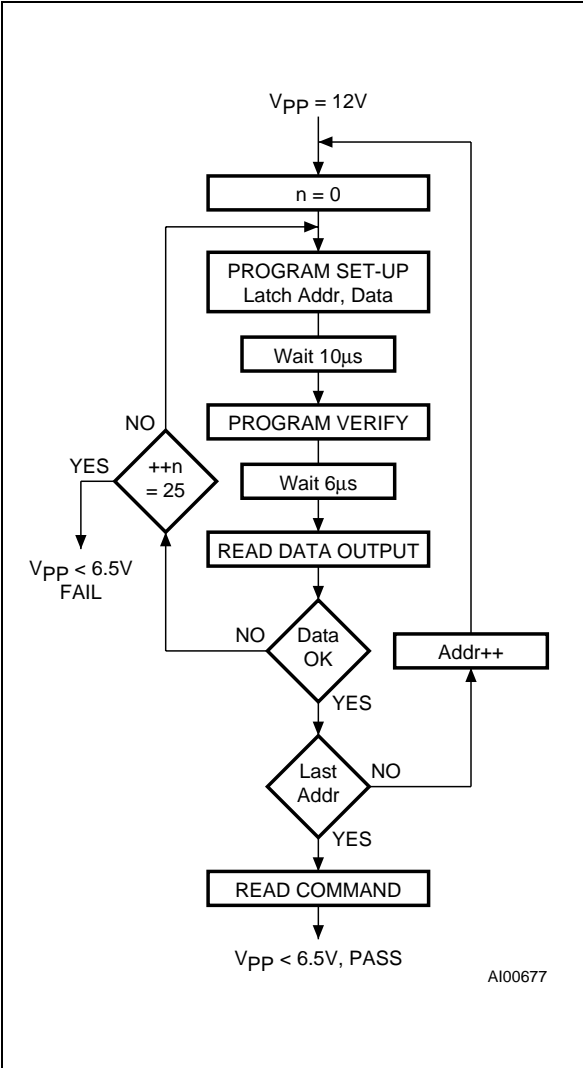 VPP = 12V
n = 0
PROGRAM SET-UP
Latch Addr, Data
Wait 10µs
NO
PROGRAM VERIFY
YES
++n
= 25
Wait 6µs
VPP < 6.5V
FAIL
READ DATA OUTPUT
NO
Data
OK
Addr++
YES
Last
Addr
NO
YES
READ COMMAND
VPP < 6.5V, PASS
AI00677